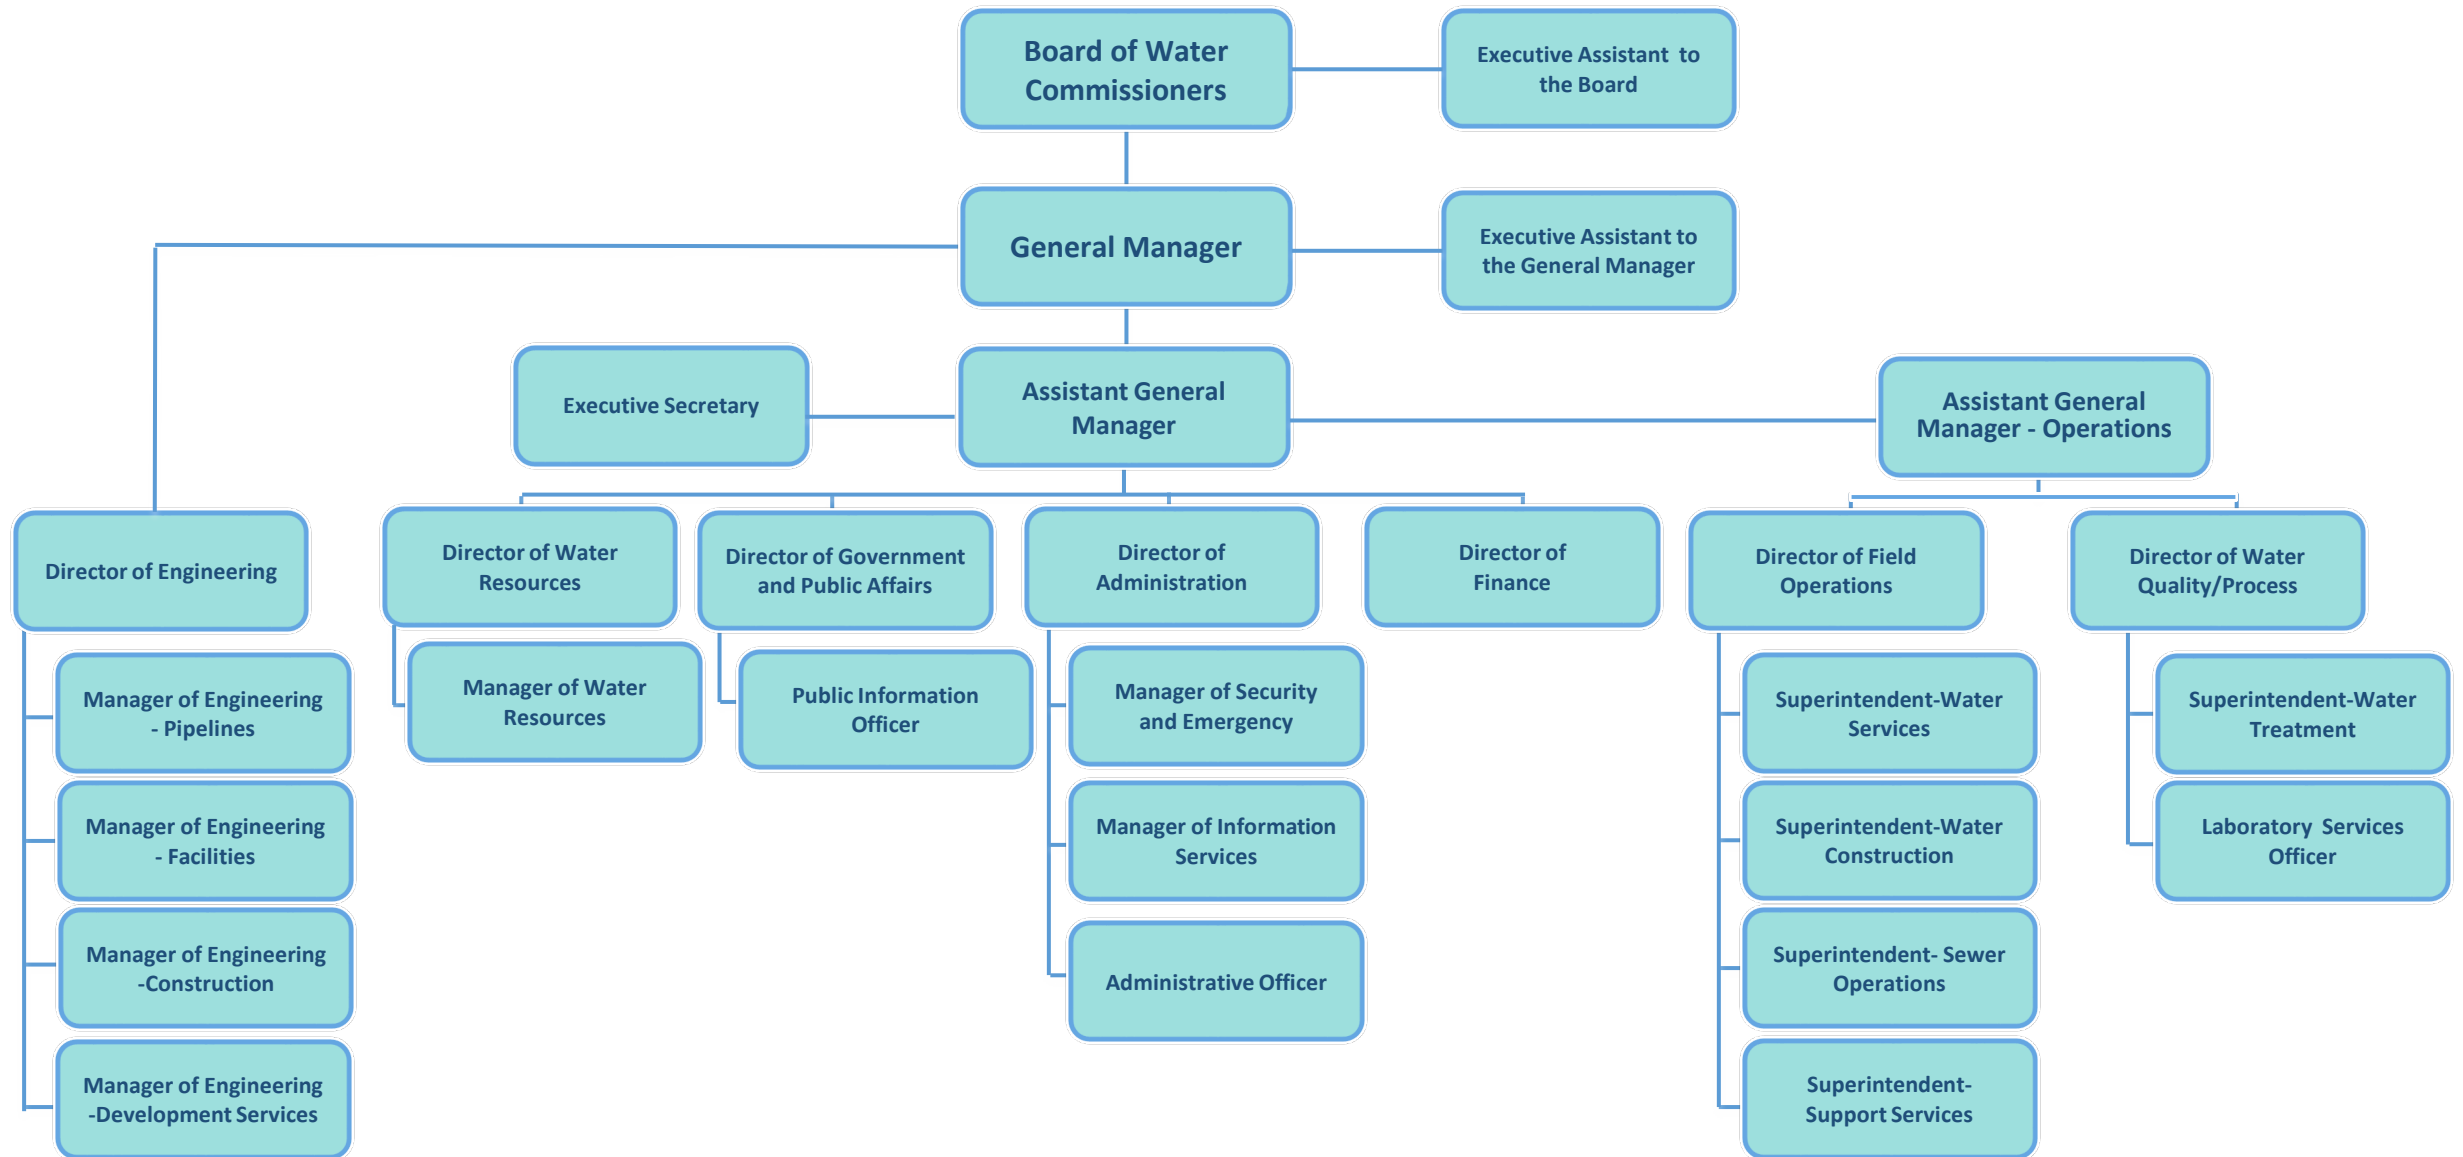 Board of Water
Commissioners
Executive Assistant  to
the Board
General Manager
Executive Assistant to
the General Manager
Executive Secretary
Assistant General
Manager
Assistant General
Manager - Operations
Director of Engineering
Director of Water
Resources
Director of Government
and Public Affairs
Director of
Administration
Director of
Finance
Director of Field
Operations
Director of Water
Quality/Process
Manager of Engineering
- Pipelines
Manager of Engineering
- Facilities
Manager of Engineering
-Construction
Manager of Engineering
-Development Services
Manager of Water
Resources
Public Information
Officer
Manager of Security
and Emergency
Manager of Information
Services
Administrative Officer
Superintendent-Water
Services
Superintendent-Water
Construction
Superintendent- Sewer
Operations
Superintendent-
Support Services
Superintendent-Water
Treatment
Laboratory  Services
Officer